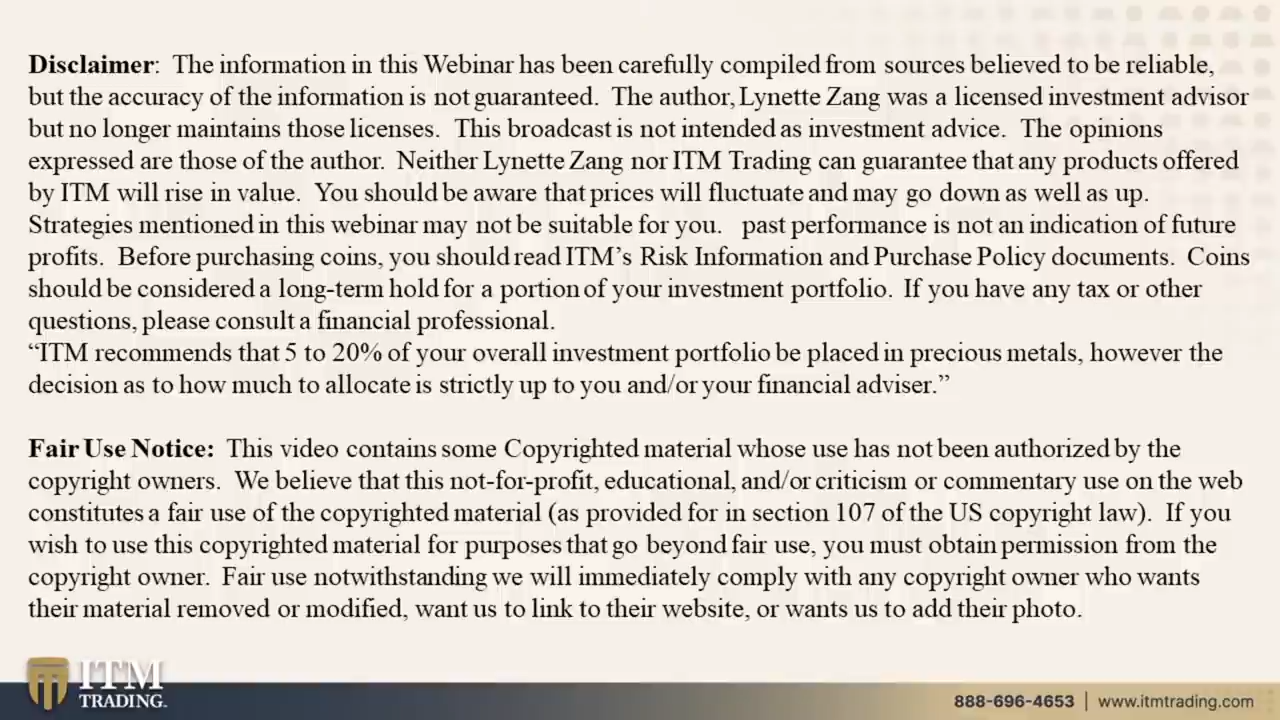 Disclaimer: The information in this Webinar has been carefully compiled from sources believed to be reliable,
but the accuracy of the information is not guaranteed. The author, Lynette Zang was a licensed investment advisor
but no longer maintains those licenses. This broadcast is not intended as investment advice. The opinions
expressed are those of the author. Neither Lynette Zang nor ITM Trading can guarantee that any products offered
by ITM will rise in value. You should be aware that prices will fluctuate and may go down as well as up.
Strategies mentioned in this webinar may not be suitable for you. past performance is not an indication of future
profits. Before purchasing coins, you should read ITM’s Risk Information and Purchase Policy documents. Coins
should be considered a long-term hold for a portion of your investment portfolio. If you have any tax or other
questions, please consult a financial professional.
“ITM recommends that 5 to 20% of your overall investment portfolio be placed in precious metals, however the
decision as to how much to allocate is strictly up to you and/or your financial adviser.”
Fair Use Notice: This video contains some Copyrighted material whose use has not been authorized by the
copyright owners. We believe that this not-for-profit, educational, and/or criticism or commentary use on the web
constitutes a fair use of the copyrighted material (as provided for in section 107 of the US copyright law). If you
wish to use this copyrighted material for purposes that go beyond fair use, you must obtain permission from the
copyright owner. Fair use notwithstanding we will immediately comply with any copyright owner who wants
their material removed or modified, want us to link to their website, or wants us to add their photo.
ITM
TRADING.
888-696-4653 | www.itmtrading.com